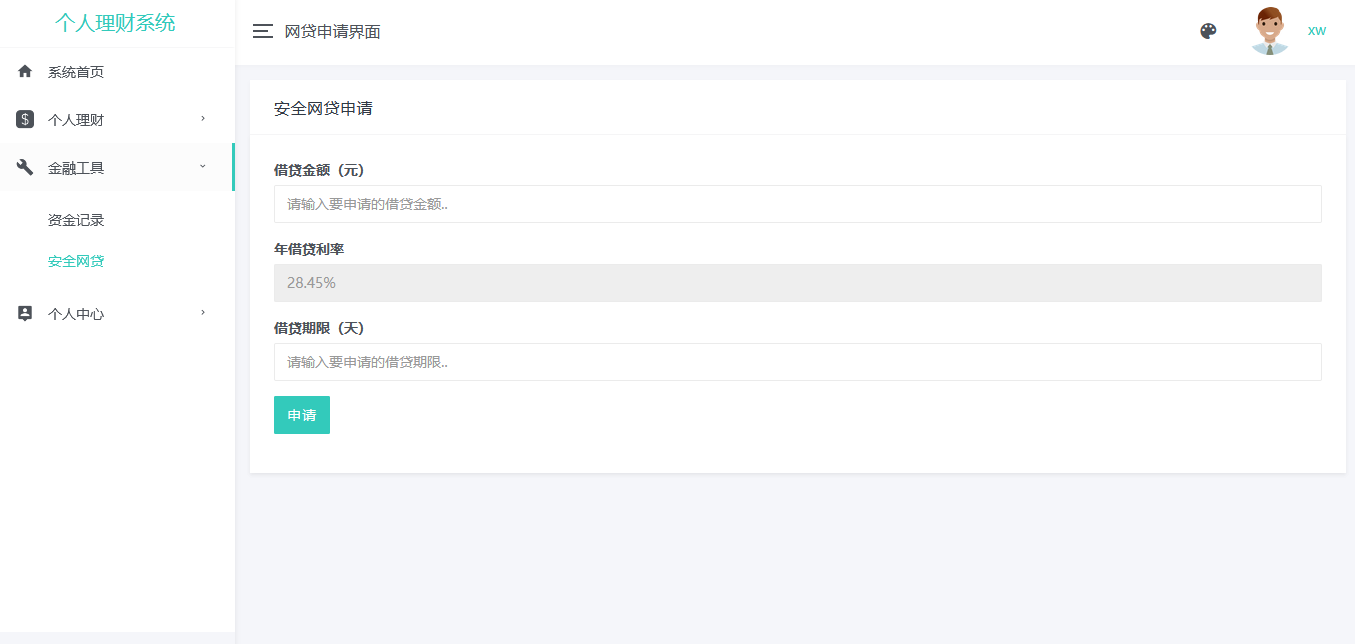 个人理财系统
系统首页
个人理财
金融工具
资金记录
安全网贷
个人中心
网贷申请界面
xw
安全网贷申请
借贷金额（元）
请输入要申请的借贷金额..
年借贷利率
28.45%
借贷期限（天）
请输入要申请的借贷期限..
申请